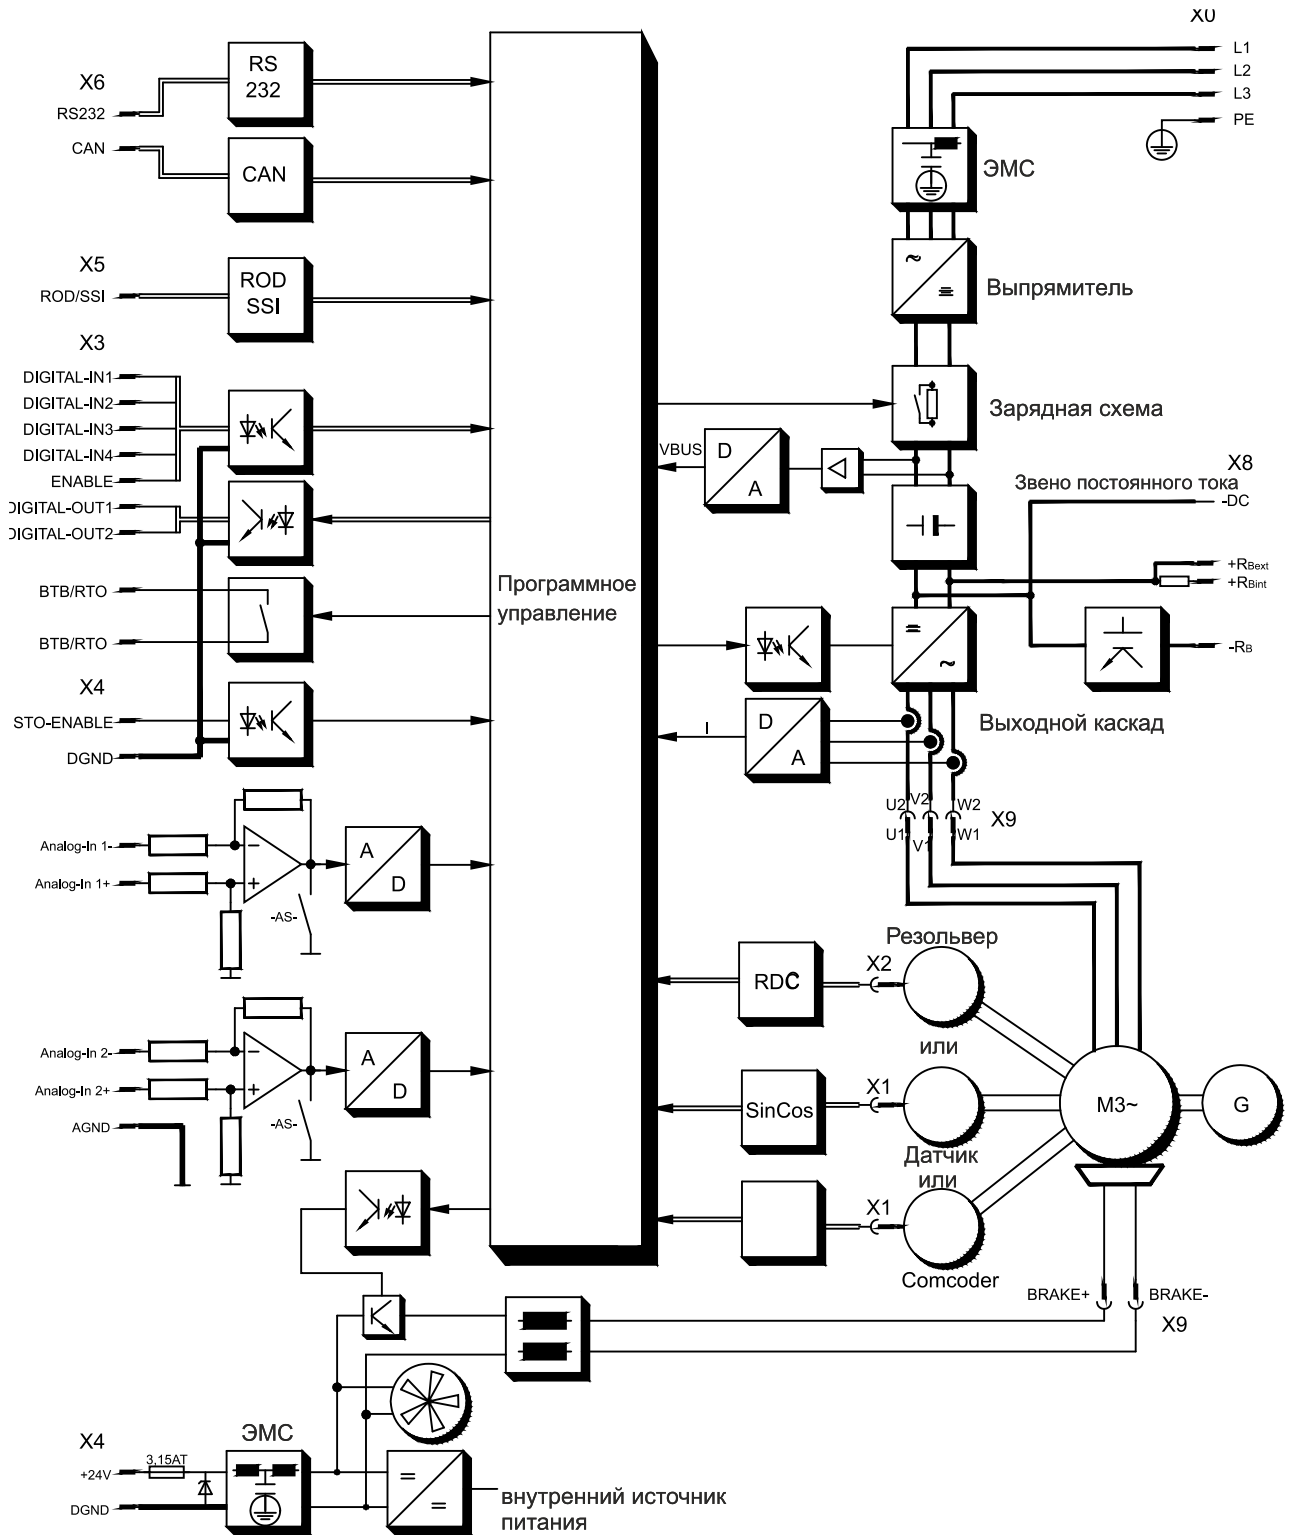 X0
L1
L2
L3
PE
X6
RS232
CAN
RS
232
CAN
ЭМС
X5
ROD/SSI
ROD
SSI
Выпрямитель
X3
DIGITAL-IN1
DIGITAL-IN2
DIGITAL-IN3
DIGITAL-IN4
ENABLE
DIGITAL-OUT1
DIGITAL-OUT2
BTB/RTO
BTB/RTO
X4
STO-ENABLE
DGND
Зарядная схема
VBUS
D
A
X8
Звено постоянного тока
-DC
+RBext
+RBint
-RB
Программное
управление
Выходной каскад
I
D
A
U2
V2
W2
X9
U1
V1
W1
Analog-In 1-
Analog-In 1+
-AS-
A
D
Резольвер
X2
RDC
или
Analog-In 2-
Analog-In 2+
AGND
-AS-
A
D
SinCos
X1
M3~
G
Датчик
или
X1
Comcoder
BRAKE+
BRAKE-
X9
X4
ЭМС
3,15AT
+24V
DGND
внутренний источник
питания